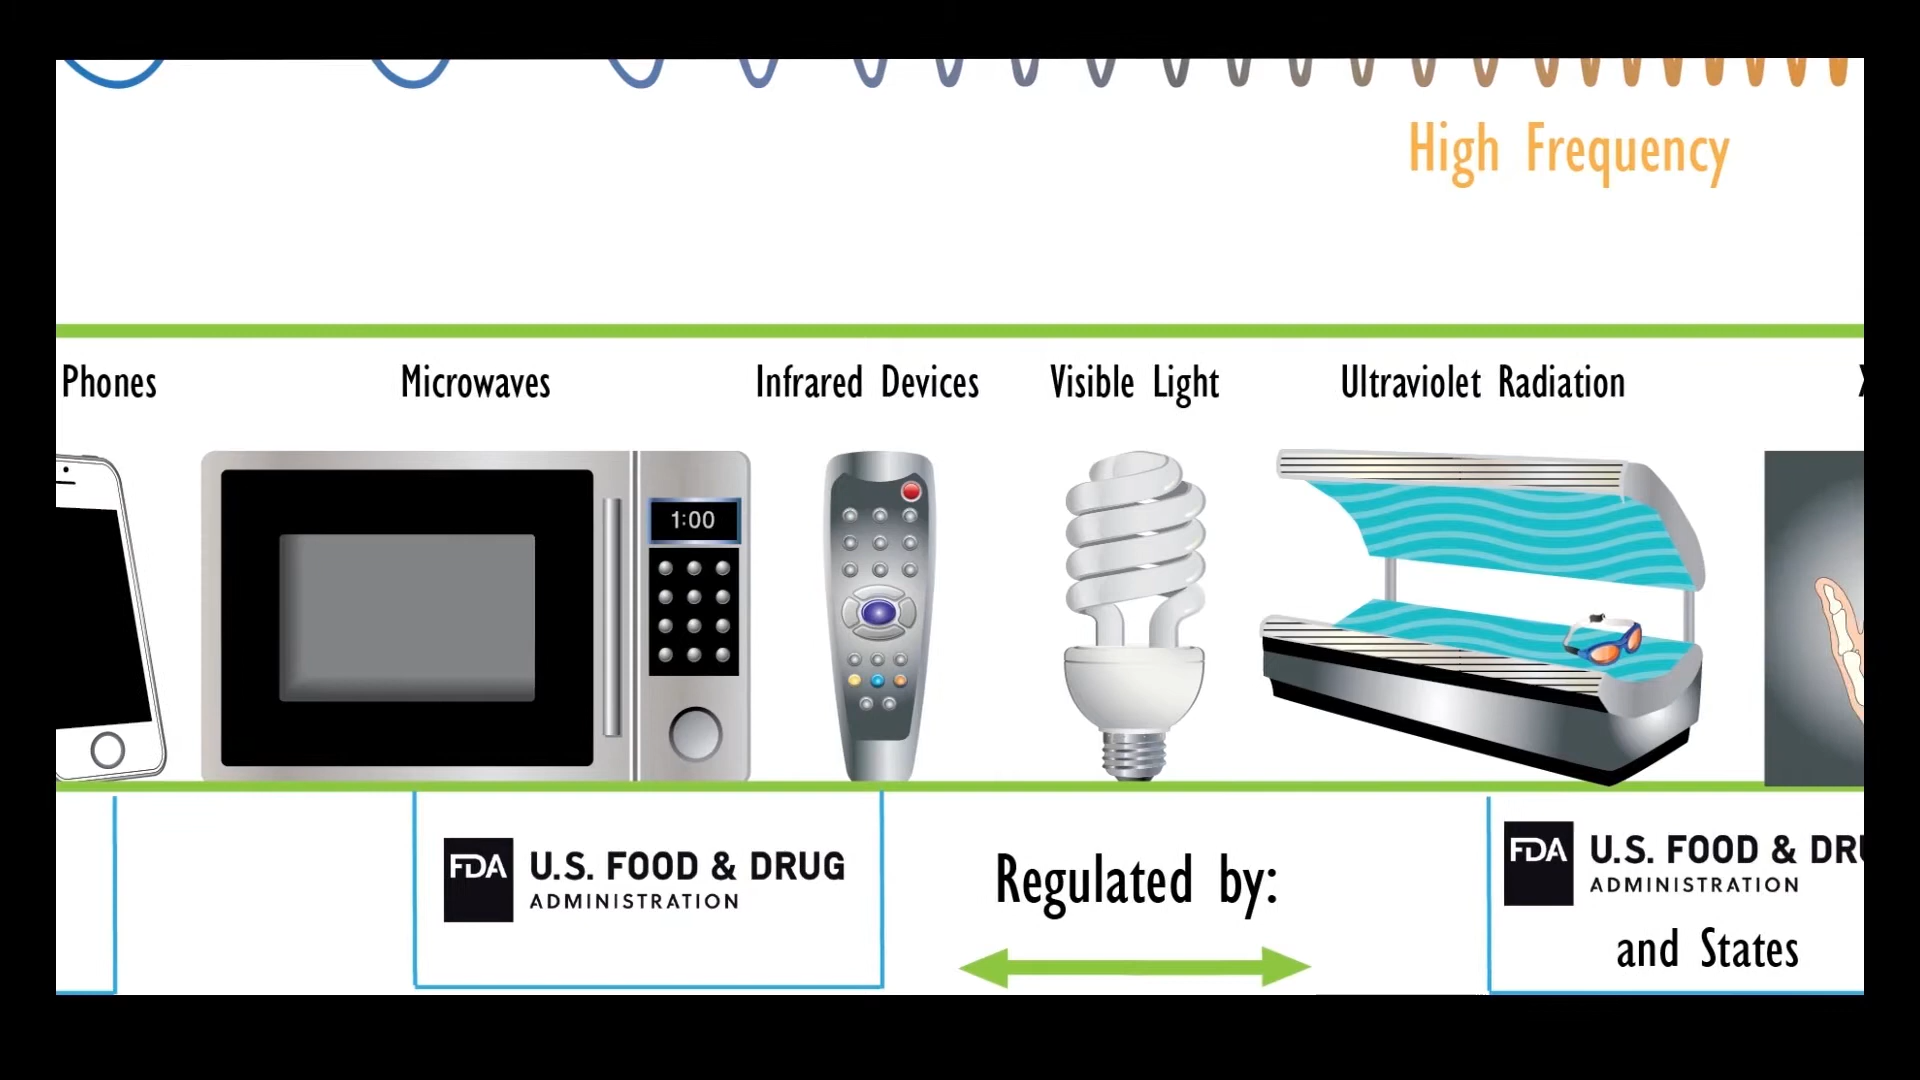 High Frequency
Phones
Microwaves
Infrared Devices
Visible Light
Ultraviolet Radiation
1:00
FDA
U.S. FOOD & DRUG
ADMINISTRATION
Regulated by:
FDA
U.S. FOOD & DRU
ADMINISTRATION
and States